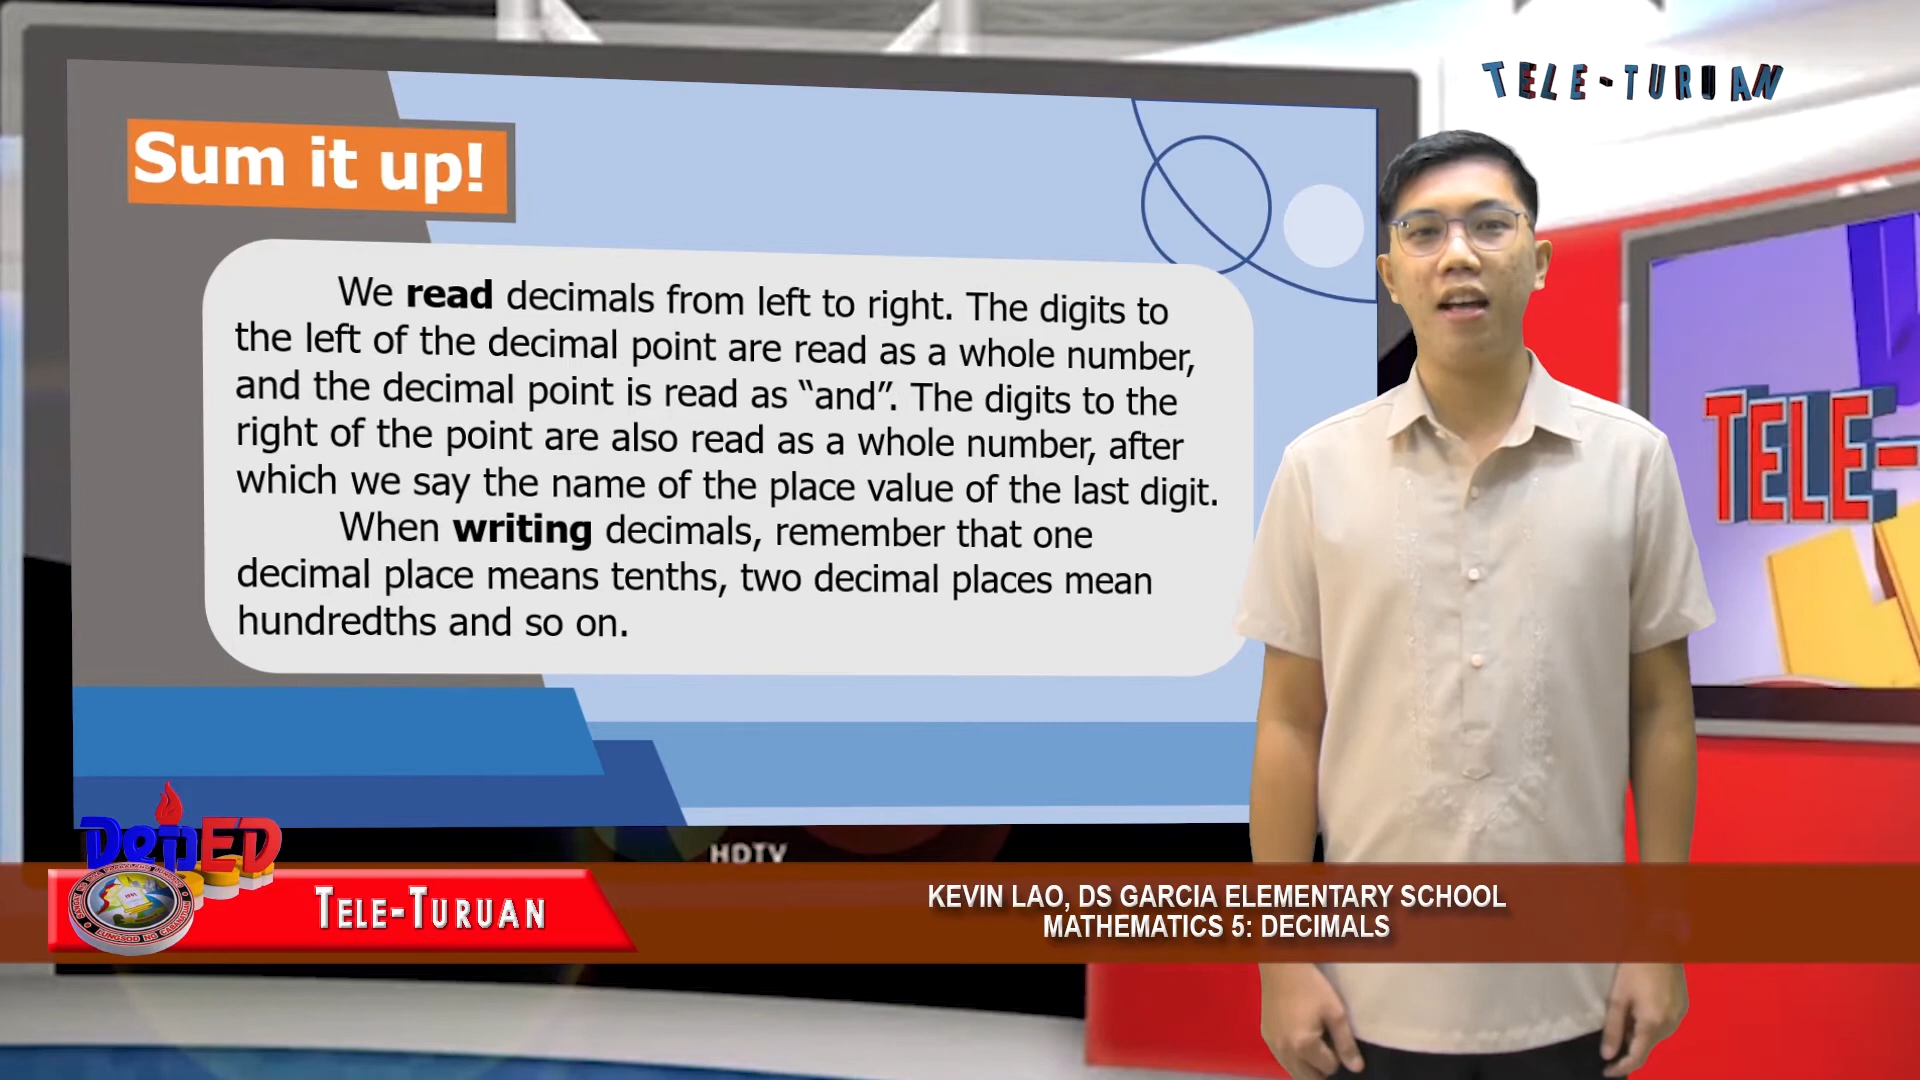 TELE-TURUAN
Sum it up!
We read decimals from left to right. The digits to
the left of the decimal point are read as a whole number,
and the decimal point is read as “and”. The digits to the
right of the point are also read as a whole number, after
which we say the name of the place value of the last digit.
When writing decimals, remember that one
decimal place means tenths, two decimal places mean
hundredths and so on.
TELE-
HDTV
DepED
TELE-TURUAN
KEVIN LAO, DS GARCIA ELEMENTARY SCHOOL
MATHEMATICS 5: DECIMALS